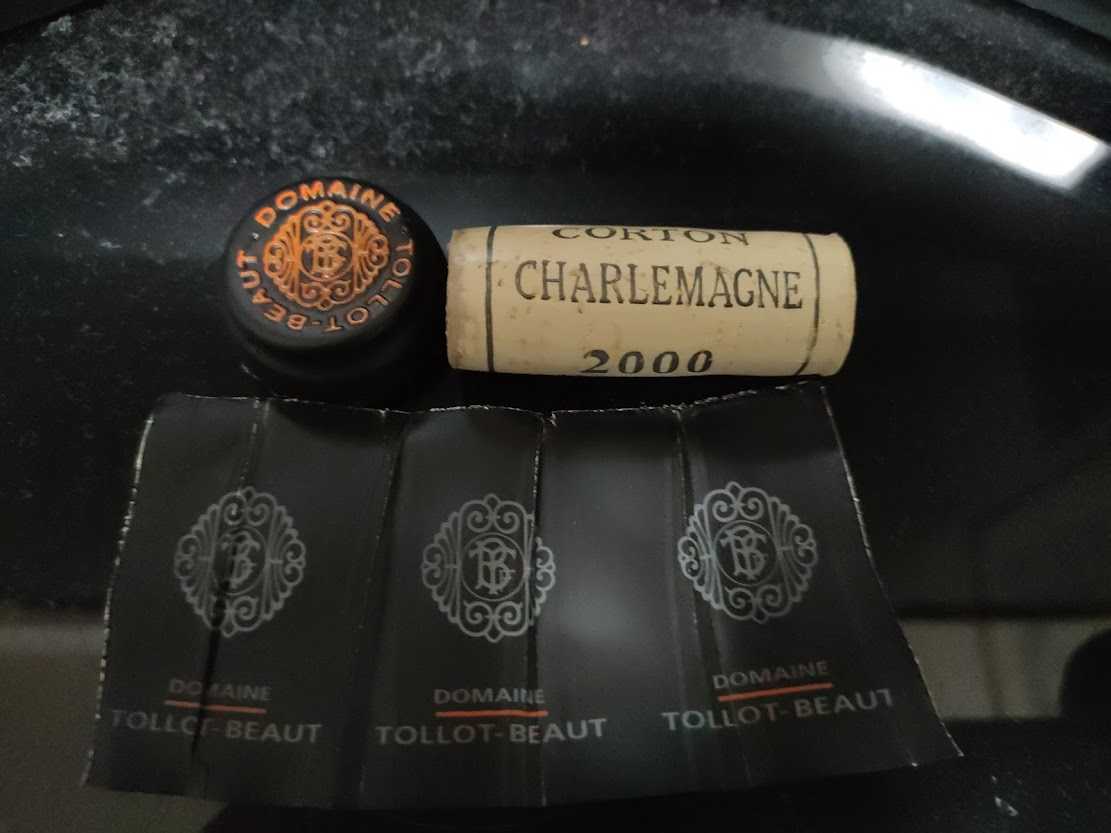 DOMAINE · TOLLOT-BEAUT ·
CORTON
CHARLEMAGNE
2000
DOMAINE
TOLLOT-BEAUT
DOMAINE
TOLLOT-BEAUT
DOMAINE
TOLLOT-BEAUT